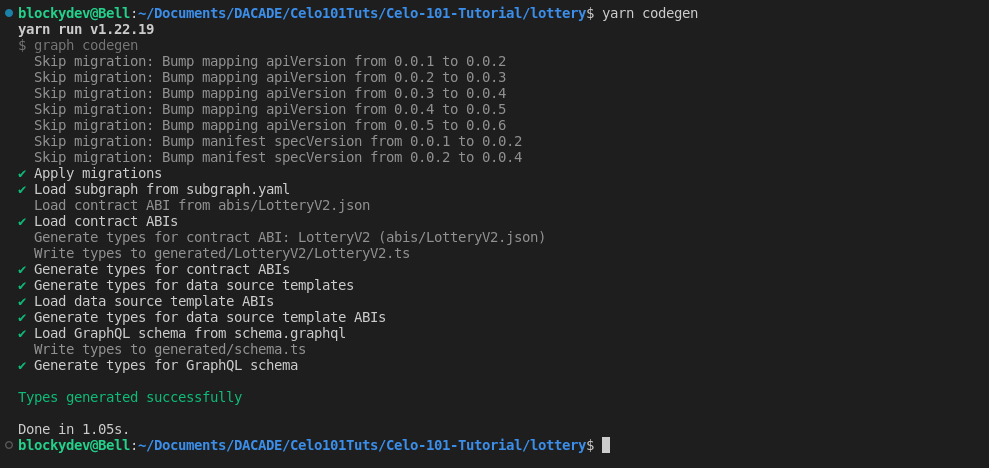 blockydev@Bell:~/Documents/DACADE/Celo101Tuts/Celo-101-Tutorial/lottery$ yarn codegen
yarn run v1.22.19
$ graph codegen
Skip migration: Bump mapping apiVersion from 0.0.1 to 0.0.2
Skip migration: Bump mapping apiVersion from 0.0.2 to 0.0.3
Skip migration: Bump mapping apiVersion from 0.0.3 to 0.0.4
Skip migration: Bump mapping apiVersion from 0.0.4 to 0.0.5
Skip migration: Bump mapping apiVersion from 0.0.5 to 0.0.6
Skip migration: Bump manifest specVersion from 0.0.1 to 0.0.2
Skip migration: Bump manifest specVersion from 0.0.2 to 0.0.4
✔ Apply migrations
✔ Load subgraph from subgraph.yaml
Load contract ABI from abis/LotteryV2.json
✔ Load contract ABIs
Generate types for contract ABI: LotteryV2 (abis/LotteryV2.json)
Write types to generated/LotteryV2/LotteryV2.ts
✔ Generate types for contract ABIs
✔ Generate types for data source templates
✔ Load data source template ABIs
✔ Generate types for data source template ABIs
✔ Load GraphQL schema from schema.graphql
Write types to generated/schema.ts
✔ Generate types for GraphQL schema
Types generated successfully
Done in 1.05s.
blockydev@Bell:~/Documents/DACADE/Celo101Tuts/Celo-101-Tutorial/lottery$